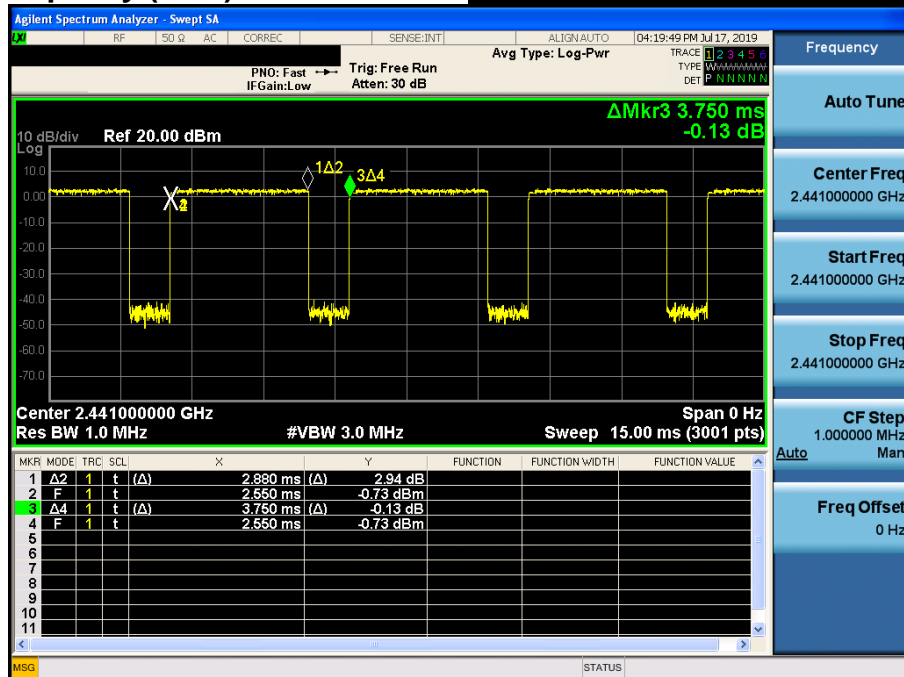 Agilent Spectrum Analyzer - Swept SA
LXI RF 50 Ω AC CORREC SENSE:INT ALIGN AUTO 04:19:49 PM Jul 17, 2019
Avg Type: Log-Pwr
TRACE 1 2 3 4 5 6
TYPE WWWWWW
DET P N N N N N
PNO: Fast
IFGain:Low
Trig: Free Run
Atten: 30 dB
ΔMkr3 3.750 ms
-0.13 dB
10 dB/div Ref 20.00 dBm
Log
10.0
0.00
-10.0
-20.0
-30.0
-40.0
-50.0
-60.0
-70.0
1Δ2
3Δ4
Center 2.441000000 GHz Span 0 Hz
Res BW 1.0 MHz #VBW 3.0 MHz Sweep 15.00 ms (3001 pts)
MKR MODE TRC SCL X Y FUNCTION FUNCTION WIDTH FUNCTION VALUE
1 Δ2 1 t (Δ) 2.880 ms (Δ) 2.94 dB
2 F 1 t 2.550 ms -0.73 dBm
3 Δ4 1 t (Δ) 3.750 ms (Δ) -0.13 dB
4 F 1 t 2.550 ms -0.73 dBm
5
6
7
8
9
10
11
MSG STATUS
Frequency
Auto Tune
Center Freq
2.441000000 GHz
Start Freq
2.441000000 GHz
Stop Freq
2.441000000 GHz
CF Step
1.000000 MHz
Auto Man
Freq Offset
0 Hz